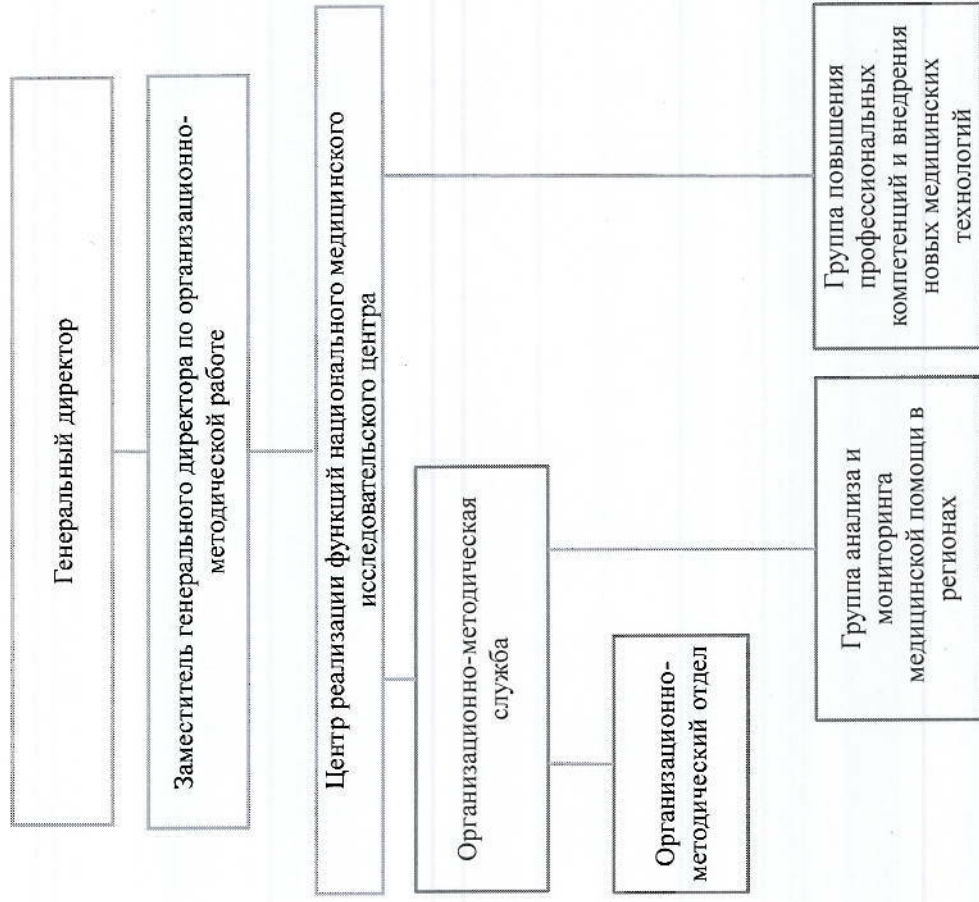 Генеральный директор
Заместитель генерального директора по организационно-
методической работе
Центр реализации функций национального медицинского
исследовательского центра
Организационно-методическая
служба
Организационно-
методический отдел
Группа анализа и
мониторинга
медицинской помощи в
регионах
Группа повышения
профессиональных
компетенций и внедрения
новых медицинских
технологий